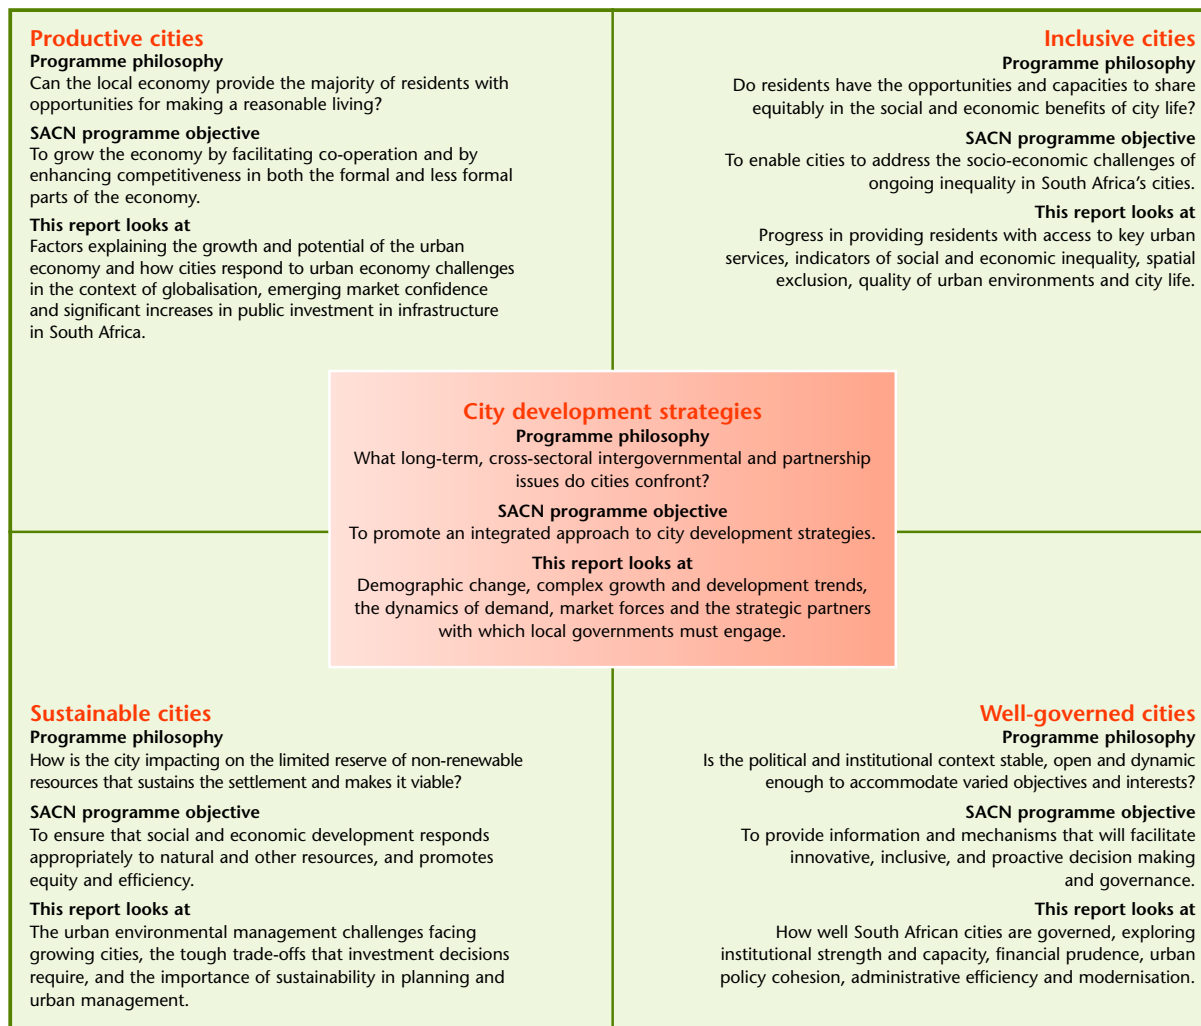 Productive cities
Programme philosophy
Can the local economy provide the majority of residents with
opportunities for making a reasonable living?
SACN programme objective
To grow the economy by facilitating co-operation and by
enhancing competitiveness in both the formal and less formal
parts of the economy.
This report looks at
Factors explaining the growth and potential of the urban
economy and how cities respond to urban economy challenges
in the context of globalisation, emerging market confidence
and significant increases in public investment in infrastructure
in South Africa.
Inclusive cities
Programme philosophy
Do residents have the opportunities and capacities to share
equitably in the social and economic benefits of city life?
SACN programme objective
To enable cities to address the socio-economic challenges of
ongoing inequality in South Africa's cities.
This report looks at
Progress in providing residents with access to key urban
services, indicators of social and economic inequality, spatial
exclusion, quality of urban environments and city life.
City development strategies
Programme philosophy
What long-term, cross-sectoral intergovernmental and partnership
issues do cities confront?
SACN programme objective
To promote an integrated approach to city development strategies.
This report looks at
Demographic change, complex growth and development trends,
the dynamics of demand, market forces and the strategic partners
with which local governments must engage.
Sustainable cities
Programme philosophy
How is the city impacting on the limited reserve of non-renewable
resources that sustains the settlement and makes it viable?
SACN programme objective
To ensure that social and economic development responds
appropriately to natural and other resources, and promotes
equity and efficiency.
This report looks at
The urban environmental management challenges facing
growing cities, the tough trade-offs that investment decisions
require, and the importance of sustainability in planning and
urban management.
Well-governed cities
Programme philosophy
Is the political and institutional context stable, open and dynamic
enough to accommodate varied objectives and interests?
SACN programme objective
To provide information and mechanisms that will facilitate
innovative, inclusive, and proactive decision making
and governance.
This report looks at
How well South African cities are governed, exploring
institutional strength and capacity, financial prudence, urban
policy cohesion, administrative efficiency and modernisation.